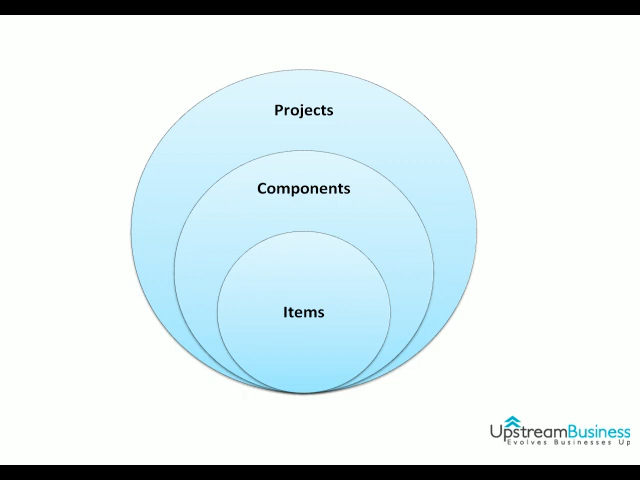 Projects
Components
Items
UpstreamBusiness
Evolves Businesses Up